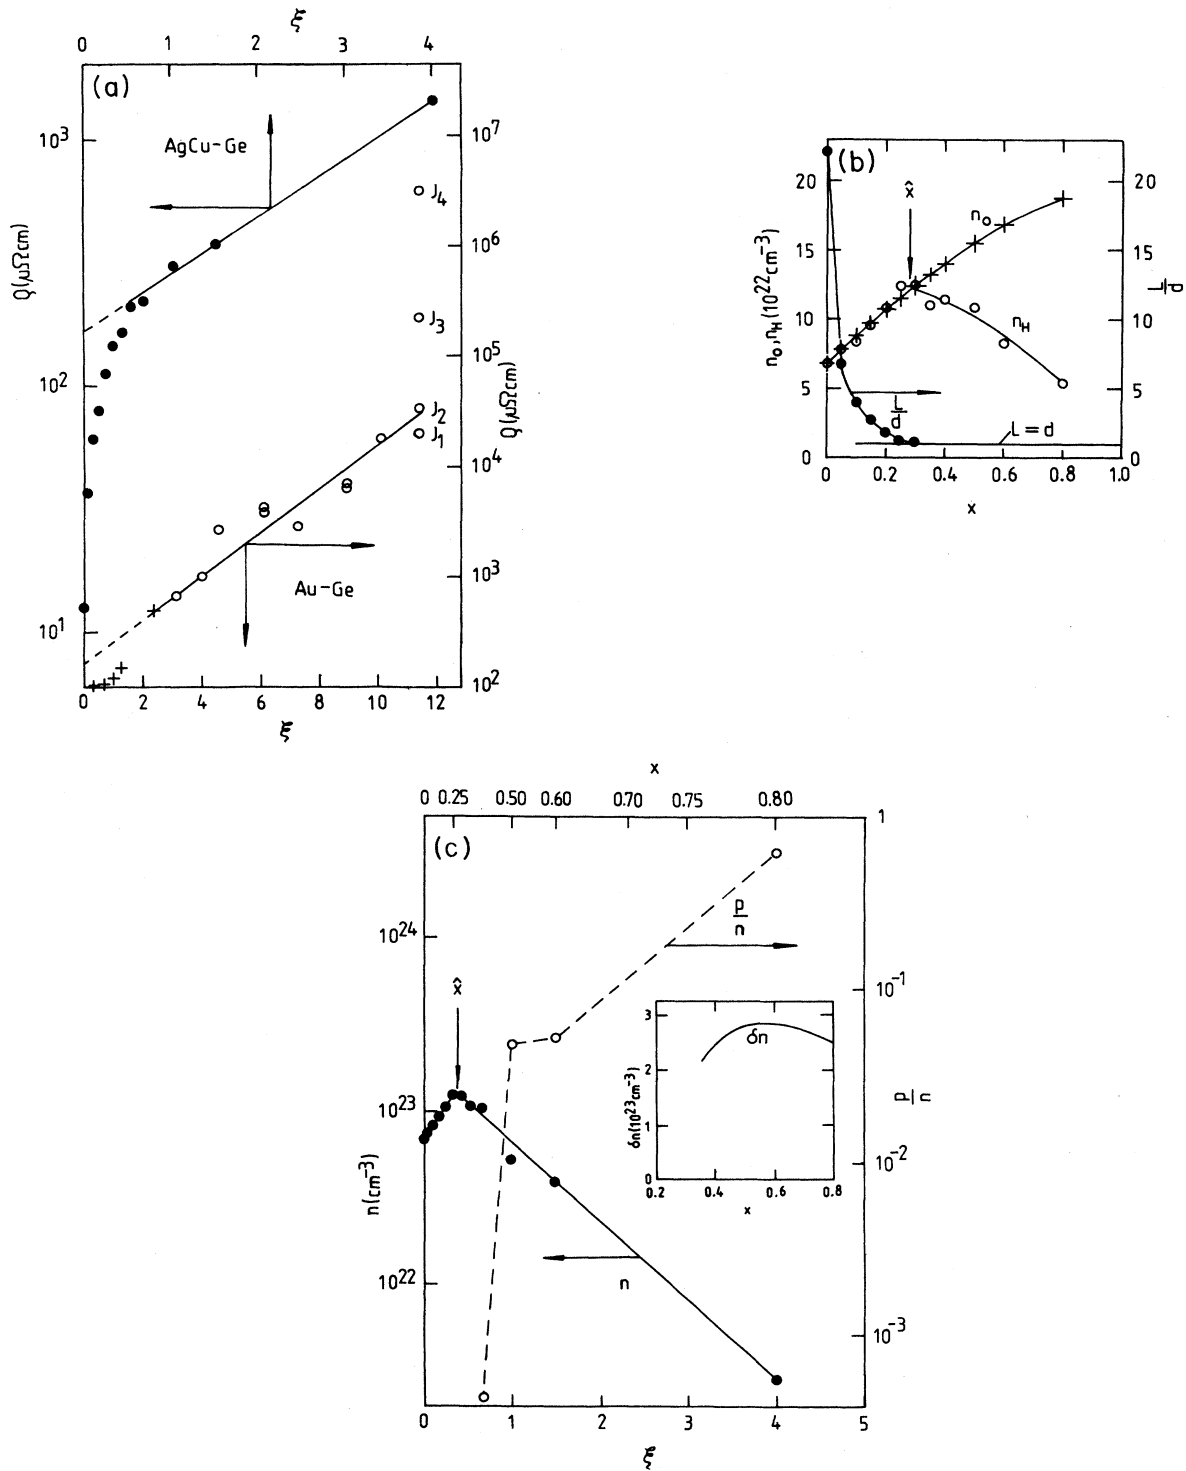 ξ
0 1 2 3 4
(a)
AgCu-Ge
10³
10²
10¹
ρ(μΩcm)
10⁷
10⁶
10⁵
10⁴
10³
10²
ρ(μΩcm)
J₄
J₃
J₂
J₁
Au-Ge
0 2 4 6 8 10 12
ξ
(b)
x̂
n₀
n_H
L/d
L=d
20
15
10
5
0
n₀, n_H (10²²cm⁻³)
20
15
10
5
0
L/d
0 0.2 0.4 0.6 0.8 1.0
x
x
0 0.25 0.50 0.60 0.70 0.75 0.80
(c)
10²⁴
10²³
10²²
n(cm⁻³)
x̂
p/n
n
1
10⁻¹
10⁻²
10⁻³
p/n
3
2
1
0
δn(10²³cm⁻³)
δn
0.2 0.4 0.6 0.8
x
0 1 2 3 4 5
ξ